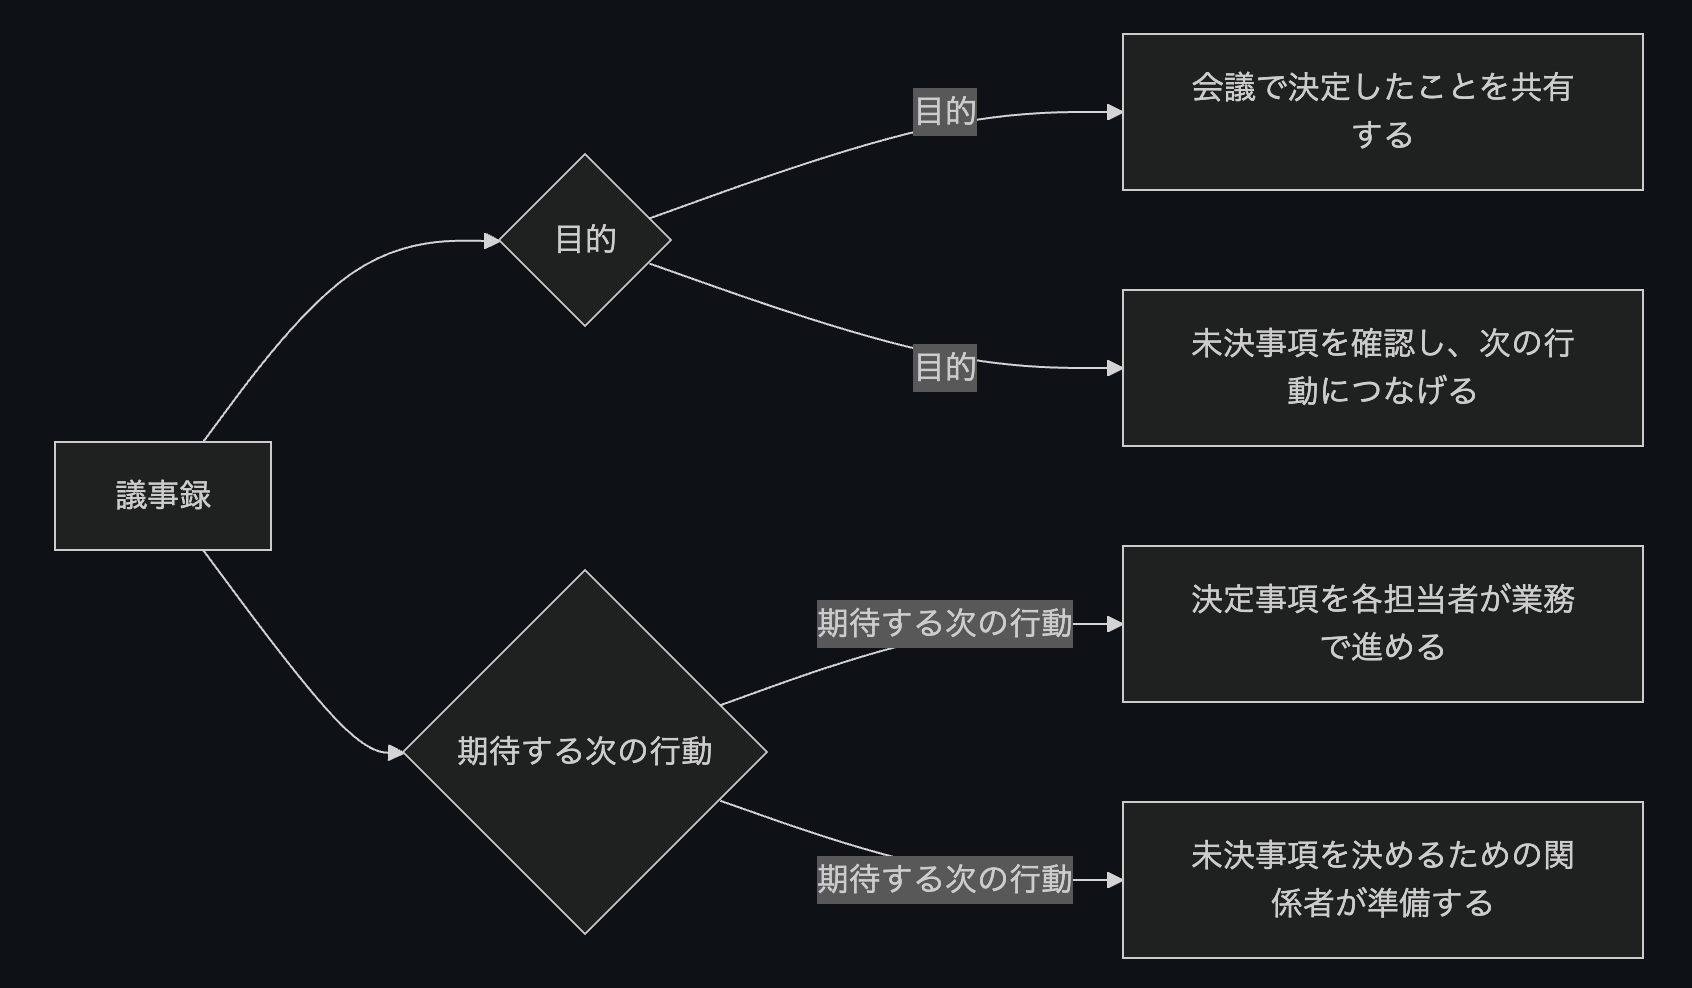 会議で決定したことを共有
する
目的
目的
未決事項を確認し、次の行
動につなげる
目的
議事録
決定事項を各担当者が業務
で進める
期待する次の行動
期待する次の行動
未決事項を決めるための関
係者が準備する
期待する次の行動